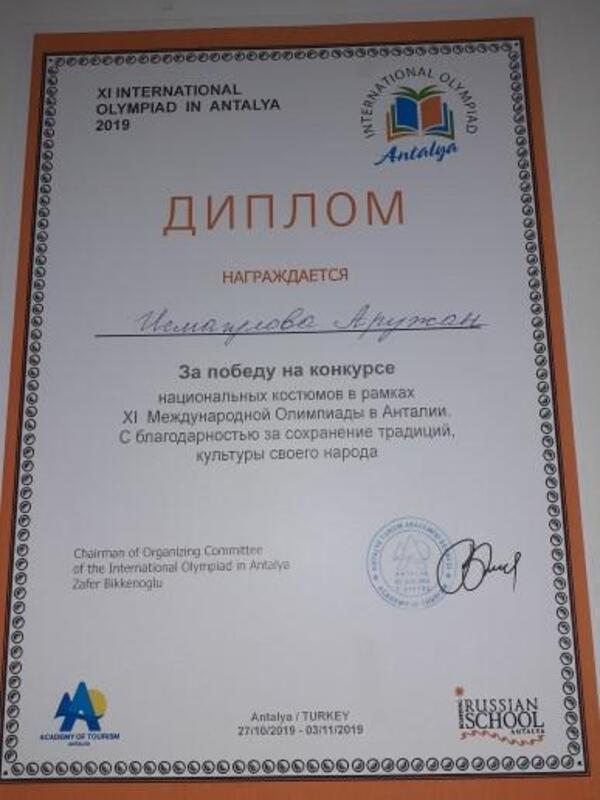 XI INTERNATIONAL
OLYMPIAD IN ANTALYA
2019
INTERNATIONAL OLYMPIAD
Antalya
ДИПЛОМ
НАГРАЖДАЕТСЯ
Исмаилова Аружан
За победу на конкурсе
национальных костюмов в рамках
XI Международной Олимпиады в Анталии.
С благодарностью за сохранение традиций,
культуры своего народа
Chairman of Organizing Committee
of the International Olympiad in Antalya
Zafer Bikkenoglu
ACADEMY OF TOURISM
ANTALYA
Antalya / TURKEY
27/10/2019 - 03/11/2019
RUSSIAN
SCHOOL
ANTALYA